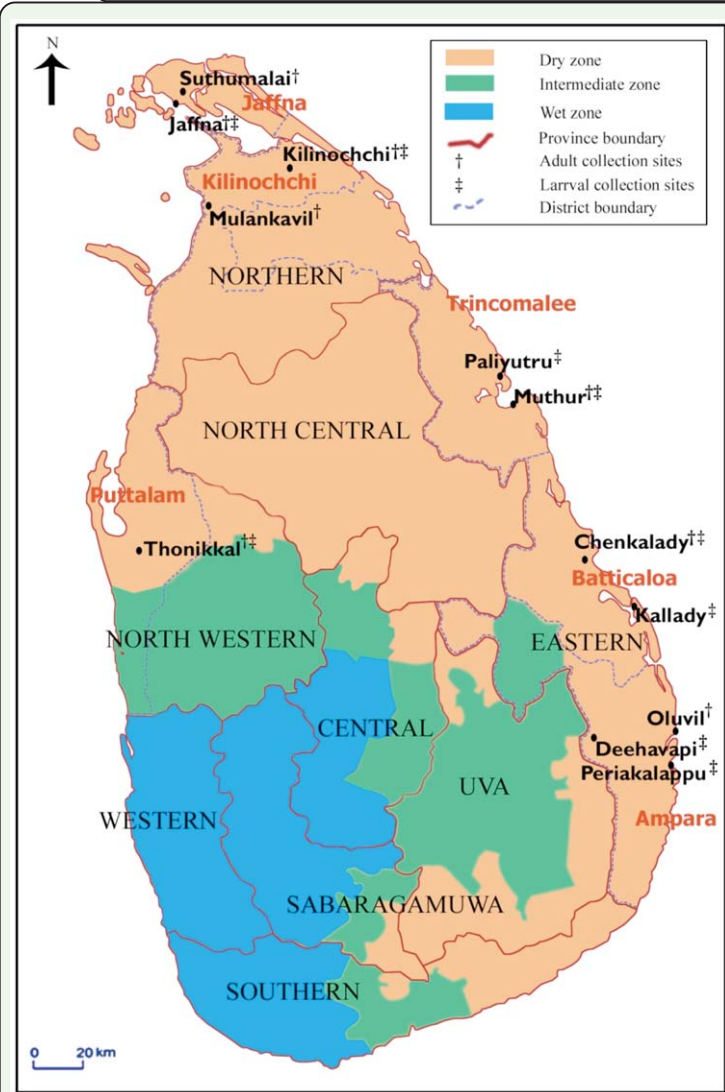 N
Dry zone
Intermediate zone
Wet zone
Province boundary
† Adult collection sites
‡ Larrval collection sites
District boundary
Suthumalai†
Jaffna
Jaffna†‡
Kilinochchi†‡
Kilinochchi
Mulankavil†
NORTHERN
Trincomalee
Paliyutru‡
Muthur†‡
NORTH CENTRAL
Puttalam
Thonikkal†‡
Chenkalady†‡
Batticaloa
Kallady‡
NORTH WESTERN
EASTERN
Oluvil†
CENTRAL
Deehavapi‡
Periakalappu‡
UVA
WESTERN
Ampara
SABARAGAMUWA
SOUTHERN
0 20 km